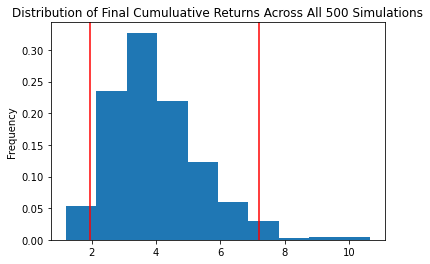 Distribution of Final Cumuluative Returns Across All 500 Simulations
Frequency
0.30
0.25
0.20
0.15
0.10
0.05
0.00
2 4 6 8 10